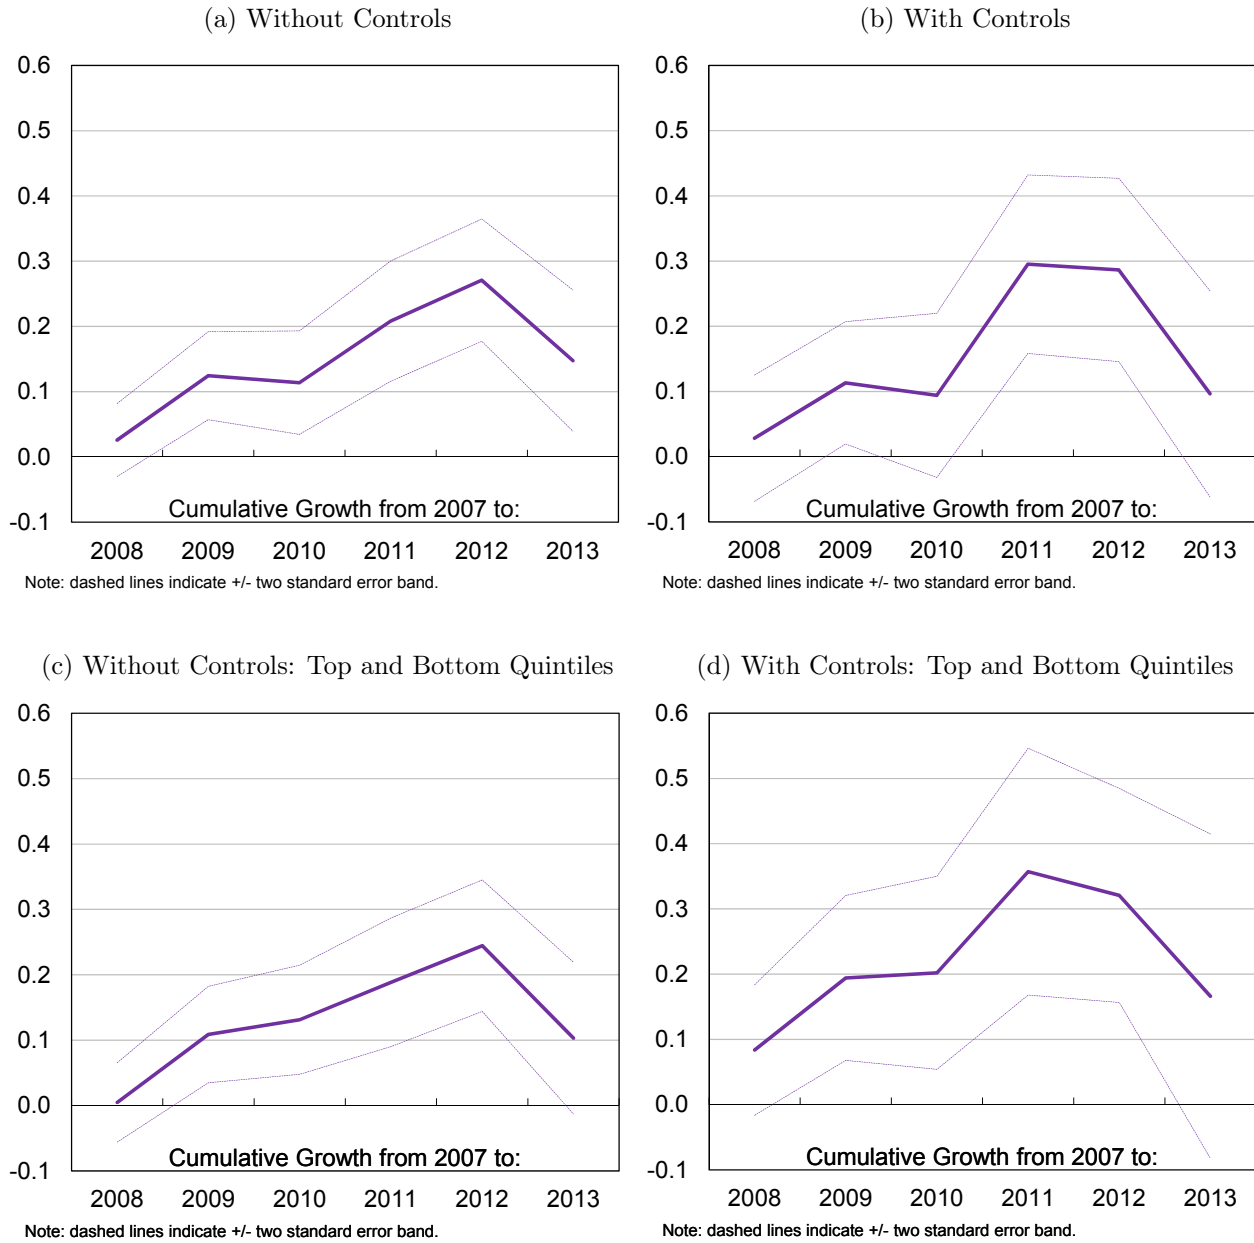 (a) Without Controls
0.6
0.5
0.4
0.3
0.2
0.1
0.0
-0.1
Cumulative Growth from 2007 to:
2008 2009 2010 2011 2012 2013
Note: dashed lines indicate +/- two standard error band.
(b) With Controls
0.6
0.5
0.4
0.3
0.2
0.1
0.0
-0.1
Cumulative Growth from 2007 to:
2008 2009 2010 2011 2012 2013
Note: dashed lines indicate +/- two standard error band.
(c) Without Controls: Top and Bottom Quintiles
0.6
0.5
0.4
0.3
0.2
0.1
0.0
-0.1
Cumulative Growth from 2007 to:
2008 2009 2010 2011 2012 2013
Note: dashed lines indicate +/- two standard error band.
(d) With Controls: Top and Bottom Quintiles
0.6
0.5
0.4
0.3
0.2
0.1
0.0
-0.1
Cumulative Growth from 2007 to:
2008 2009 2010 2011 2012 2013
Note: dashed lines indicate +/- two standard error band.